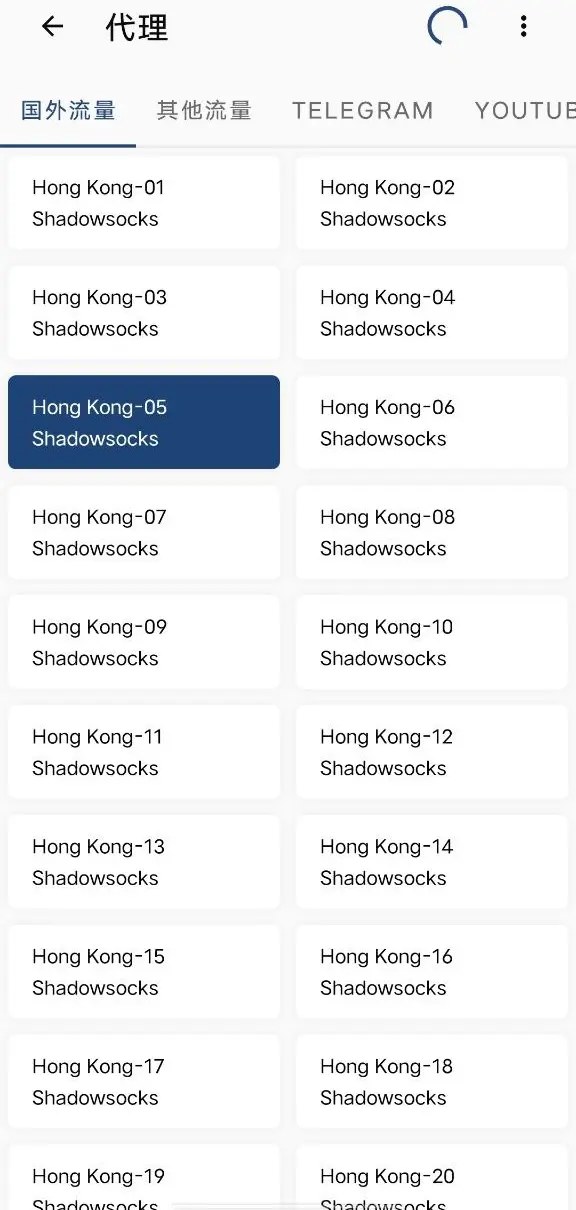 代理
国外流量 其他流量 TELEGRAM YOUTUB
Hong Kong-01 Hong Kong-02
Shadowsocks Shadowsocks
Hong Kong-03 Hong Kong-04
Shadowsocks Shadowsocks
Hong Kong-05 Hong Kong-06
Shadowsocks Shadowsocks
Hong Kong-07 Hong Kong-08
Shadowsocks Shadowsocks
Hong Kong-09 Hong Kong-10
Shadowsocks Shadowsocks
Hong Kong-11 Hong Kong-12
Shadowsocks Shadowsocks
Hong Kong-13 Hong Kong-14
Shadowsocks Shadowsocks
Hong Kong-15 Hong Kong-16
Shadowsocks Shadowsocks
Hong Kong-17 Hong Kong-18
Shadowsocks Shadowsocks
Hong Kong-19 Hong Kong-20
Shadowsocks Shadowsocks